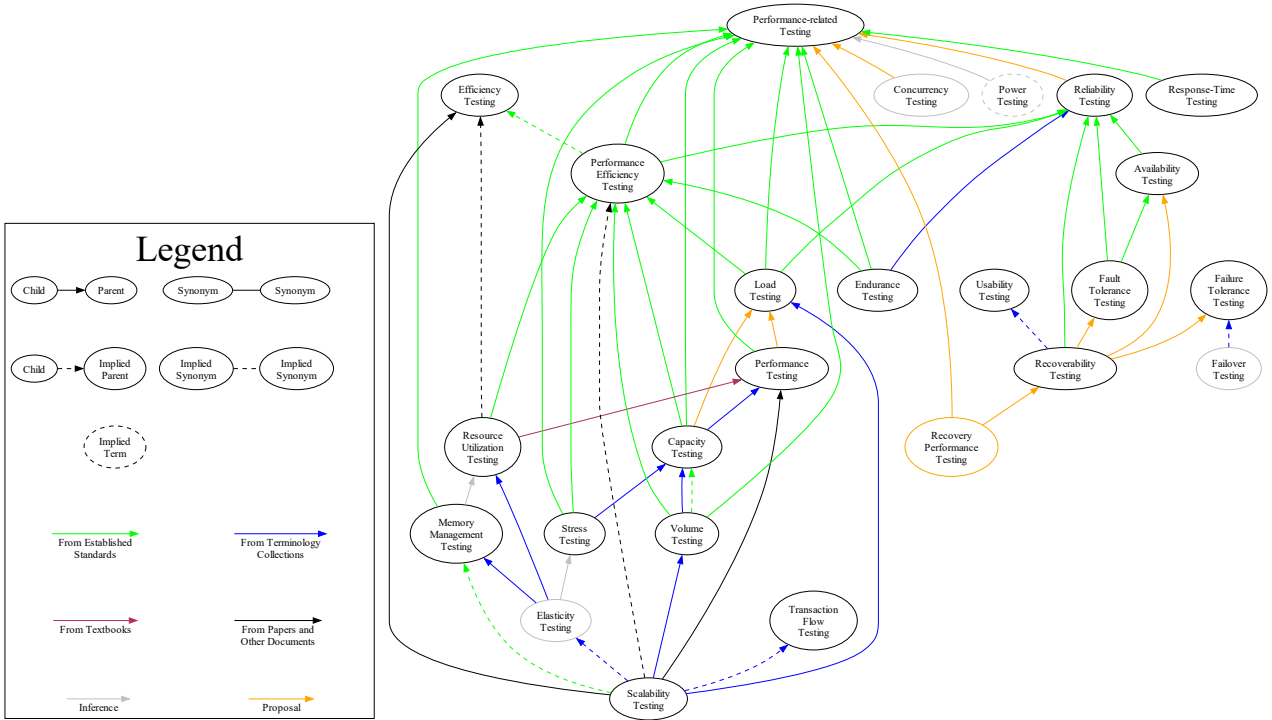 Performance-related
Testing
Efficiency
Testing
Concurrency
Testing
Power
Testing
Reliability
Testing
Response-Time
Testing
Performance
Efficiency
Testing
Availability
Testing
Legend
Child
Parent
Synonym
Synonym
Load
Testing
Endurance
Testing
Usability
Testing
Fault
Tolerance
Testing
Failure
Tolerance
Testing
Child
Implied
Parent
Implied
Synonym
Implied
Synonym
Performance
Testing
Recoverability
Testing
Failover
Testing
Implied
Term
Resource
Utilization
Testing
Capacity
Testing
Recovery
Performance
Testing
From Established
Standards
From Terminology
Collections
Memory
Management
Testing
Stress
Testing
Volume
Testing
From Textbooks
From Papers and
Other Documents
Elasticity
Testing
Transaction
Flow
Testing
Inference
Proposal
Scalability
Testing